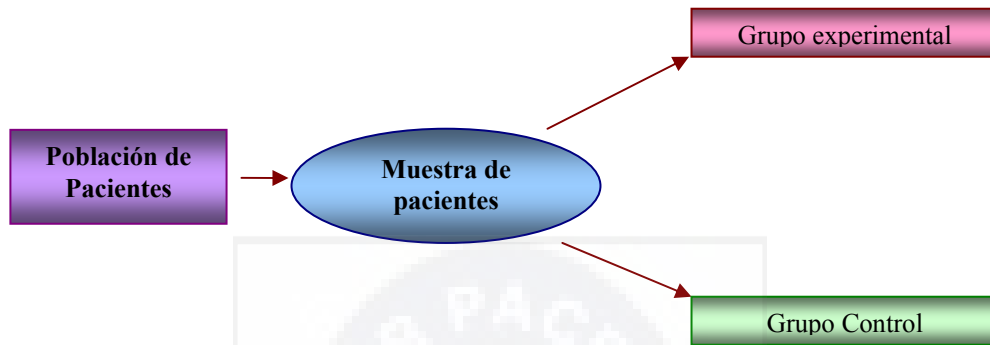 Grupo experimental
Población de
Pacientes
Muestra de
pacientes
Grupo Control